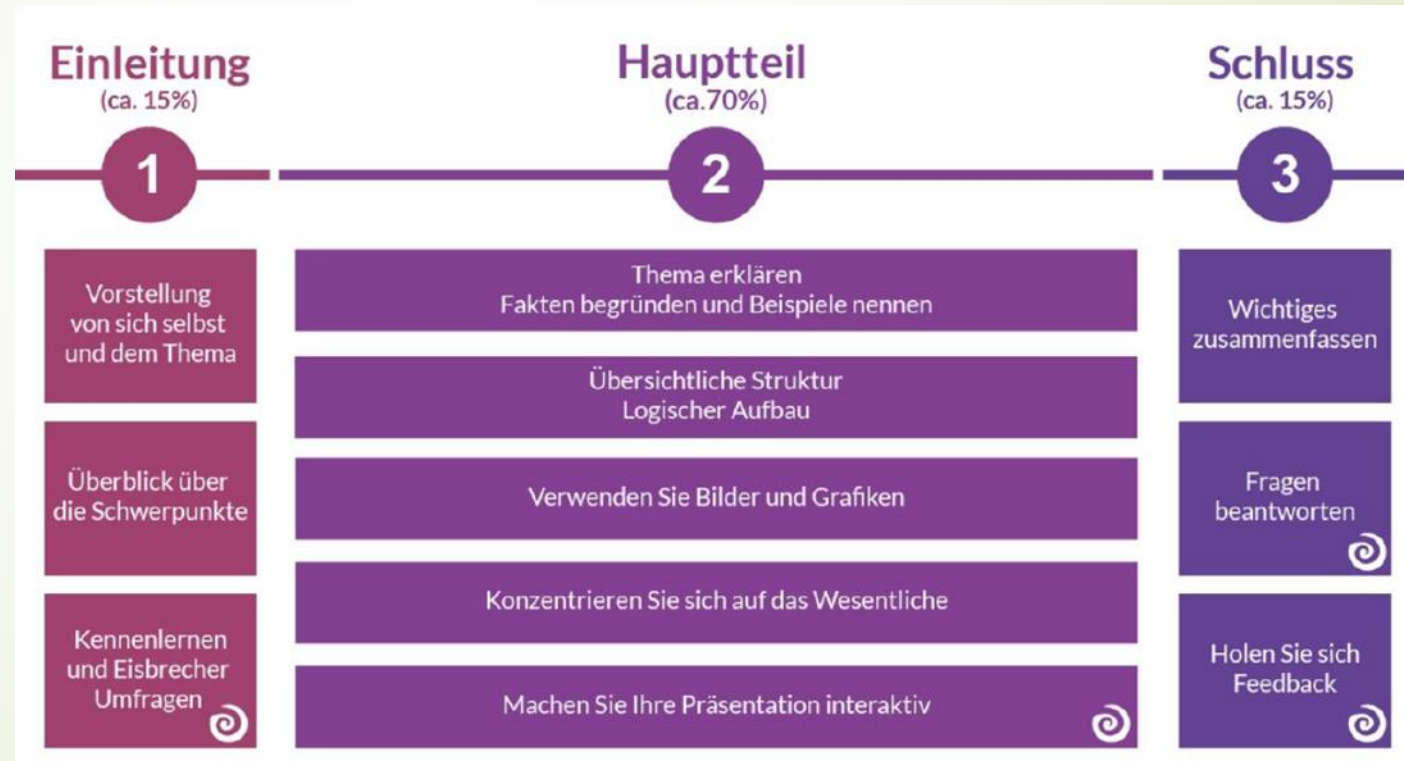 Einleitung
(ca. 15%)
1
Vorstellung
von sich selbst
und dem Thema
Überblick über
die Schwerpunkte
Kennenlernen
und Eisbrecher
Umfragen
Hauptteil
(ca.70%)
2
Thema erklären
Fakten begründen und Beispiele nennen
Übersichtliche Struktur
Logischer Aufbau
Verwenden Sie Bilder und Grafiken
Konzentrieren Sie sich auf das Wesentliche
Machen Sie Ihre Präsentation interaktiv
Schluss
(ca. 15%)
3
Wichtiges
zusammenfassen
Fragen
beantworten
Holen Sie sich
Feedback